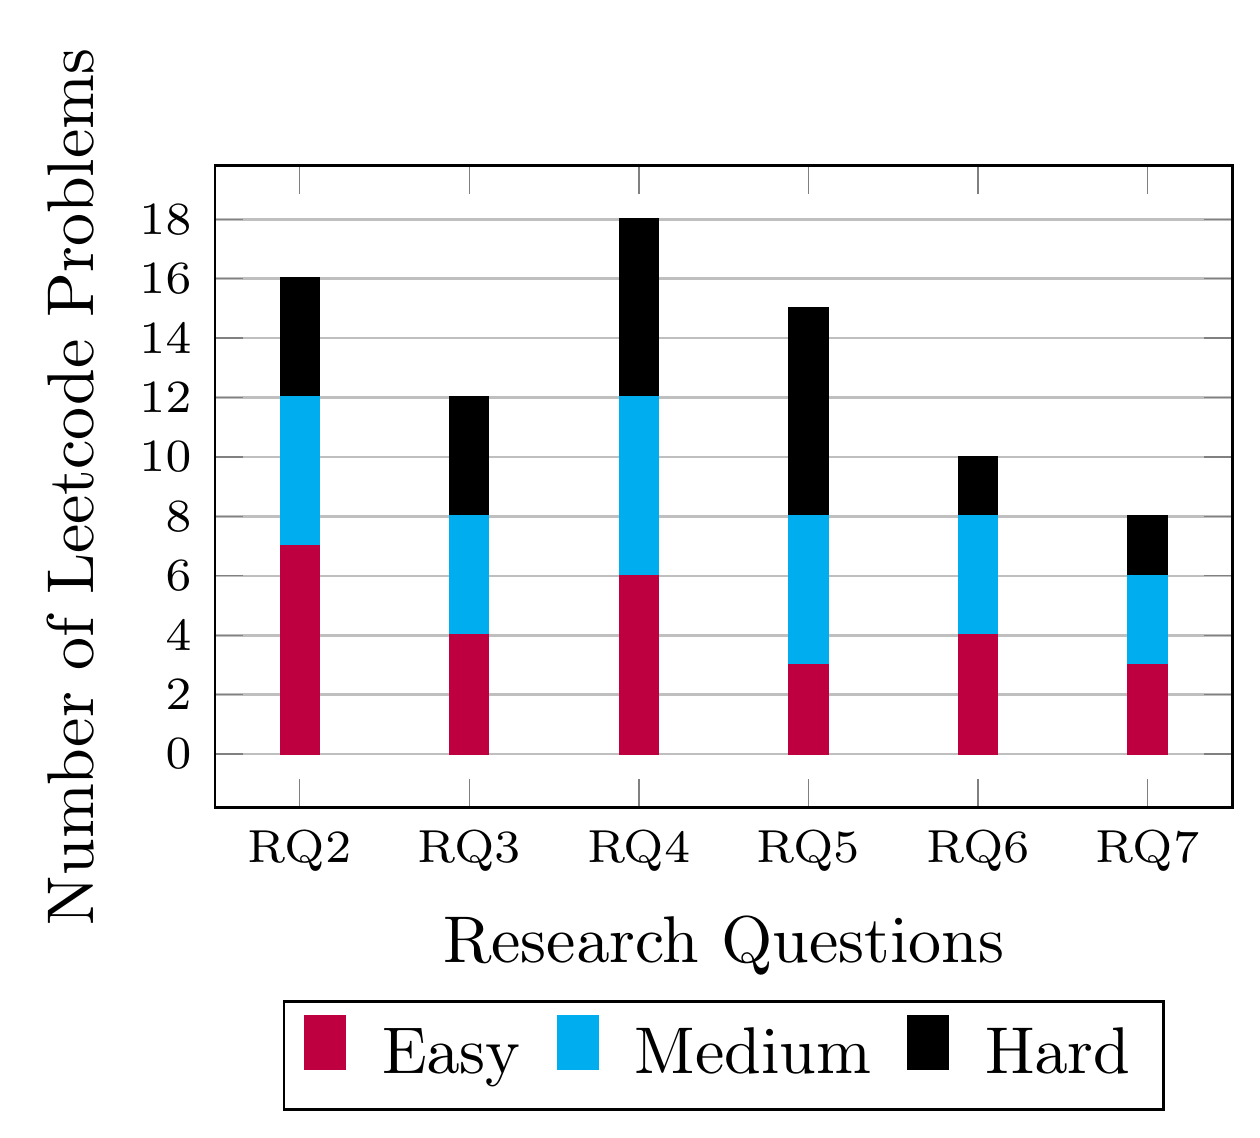 Number of Leetcode Problems
18
16
14
12
10
8
6
4
2
0
RQ2 RQ3 RQ4 RQ5 RQ6 RQ7
Research Questions
Easy Medium Hard